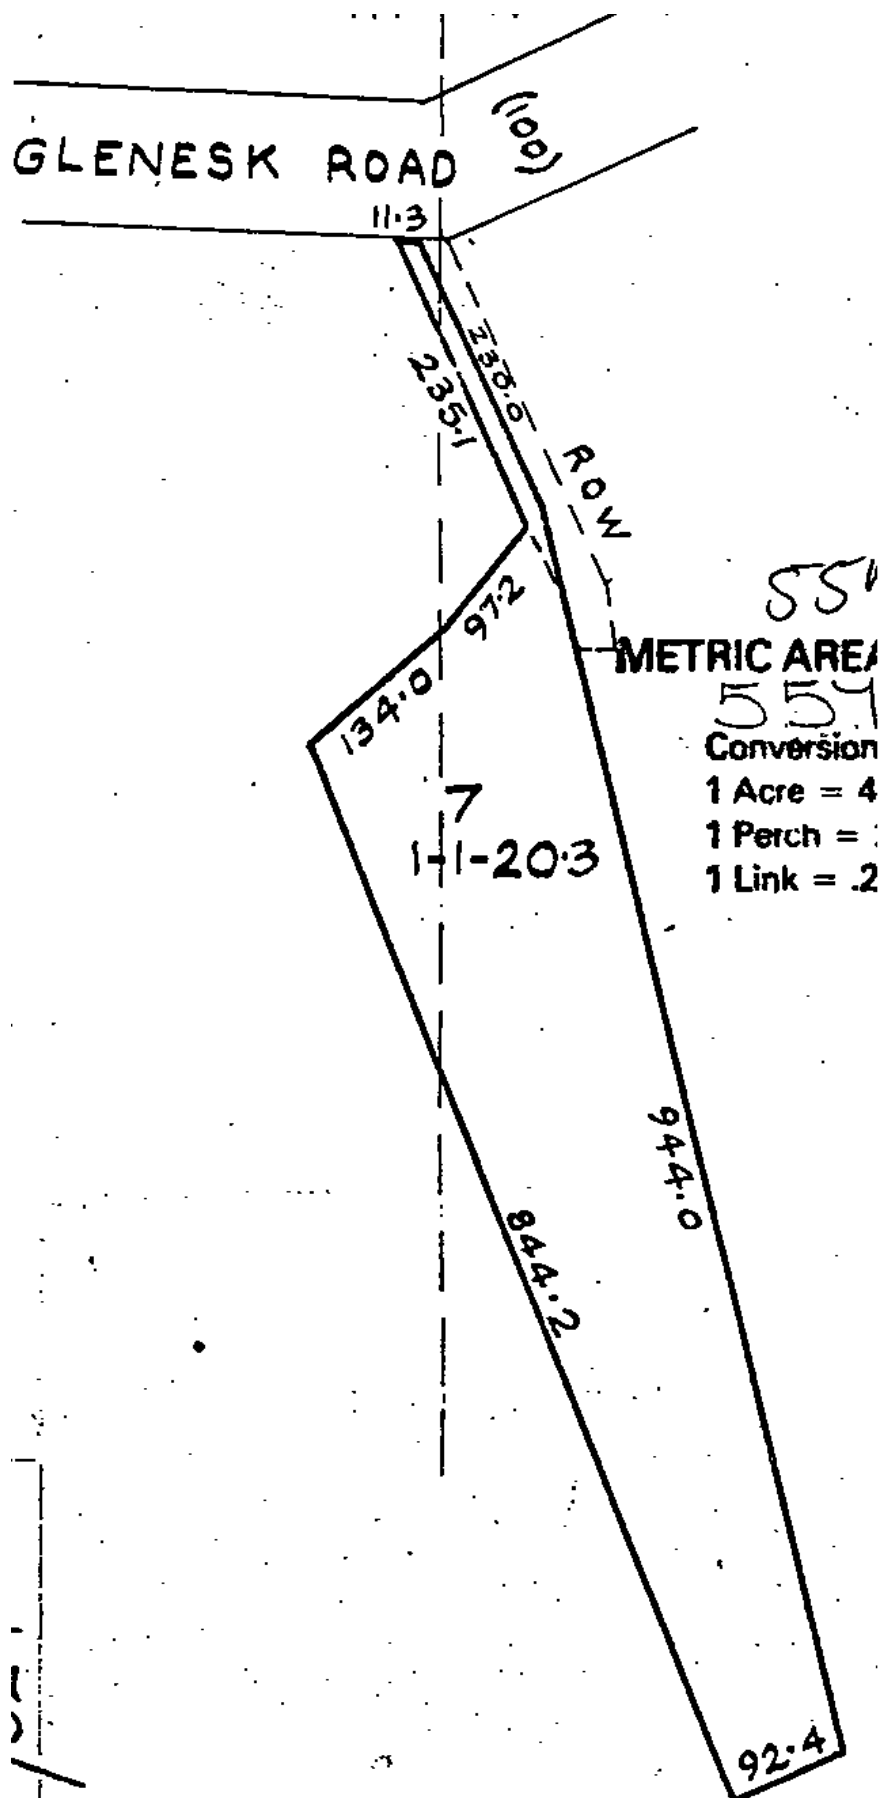 (100)
GLENESK ROAD
11.3
230.0
235.1
ROW
97.2
METRIC AREA
134.0
Conversion
7
1 Acre = 4
1 Perch =
1-1-20.3
1 Link = .2
944.0
844.2
92.4